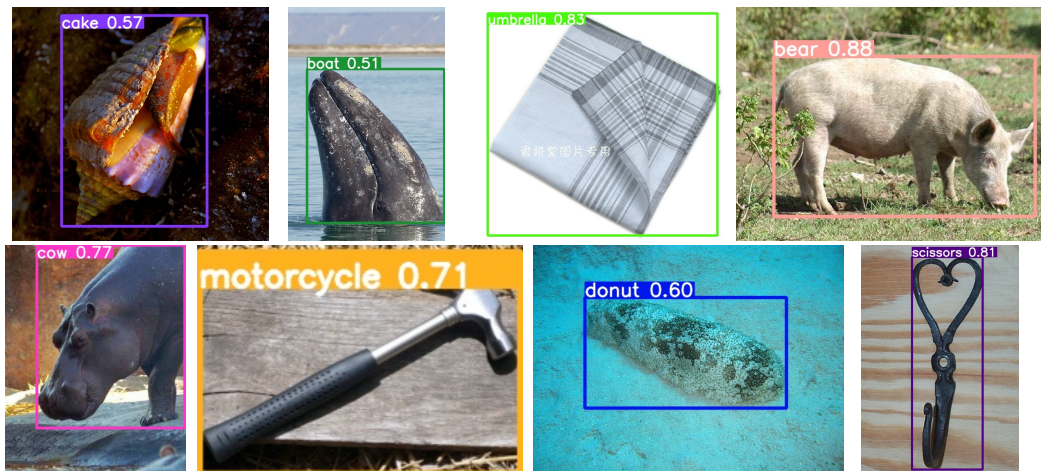 cake 0.57
boat 0.51
umbrella 0.83
bear 0.88
cow 0.77
motorcycle 0.71
donut 0.60
scissors 0.81